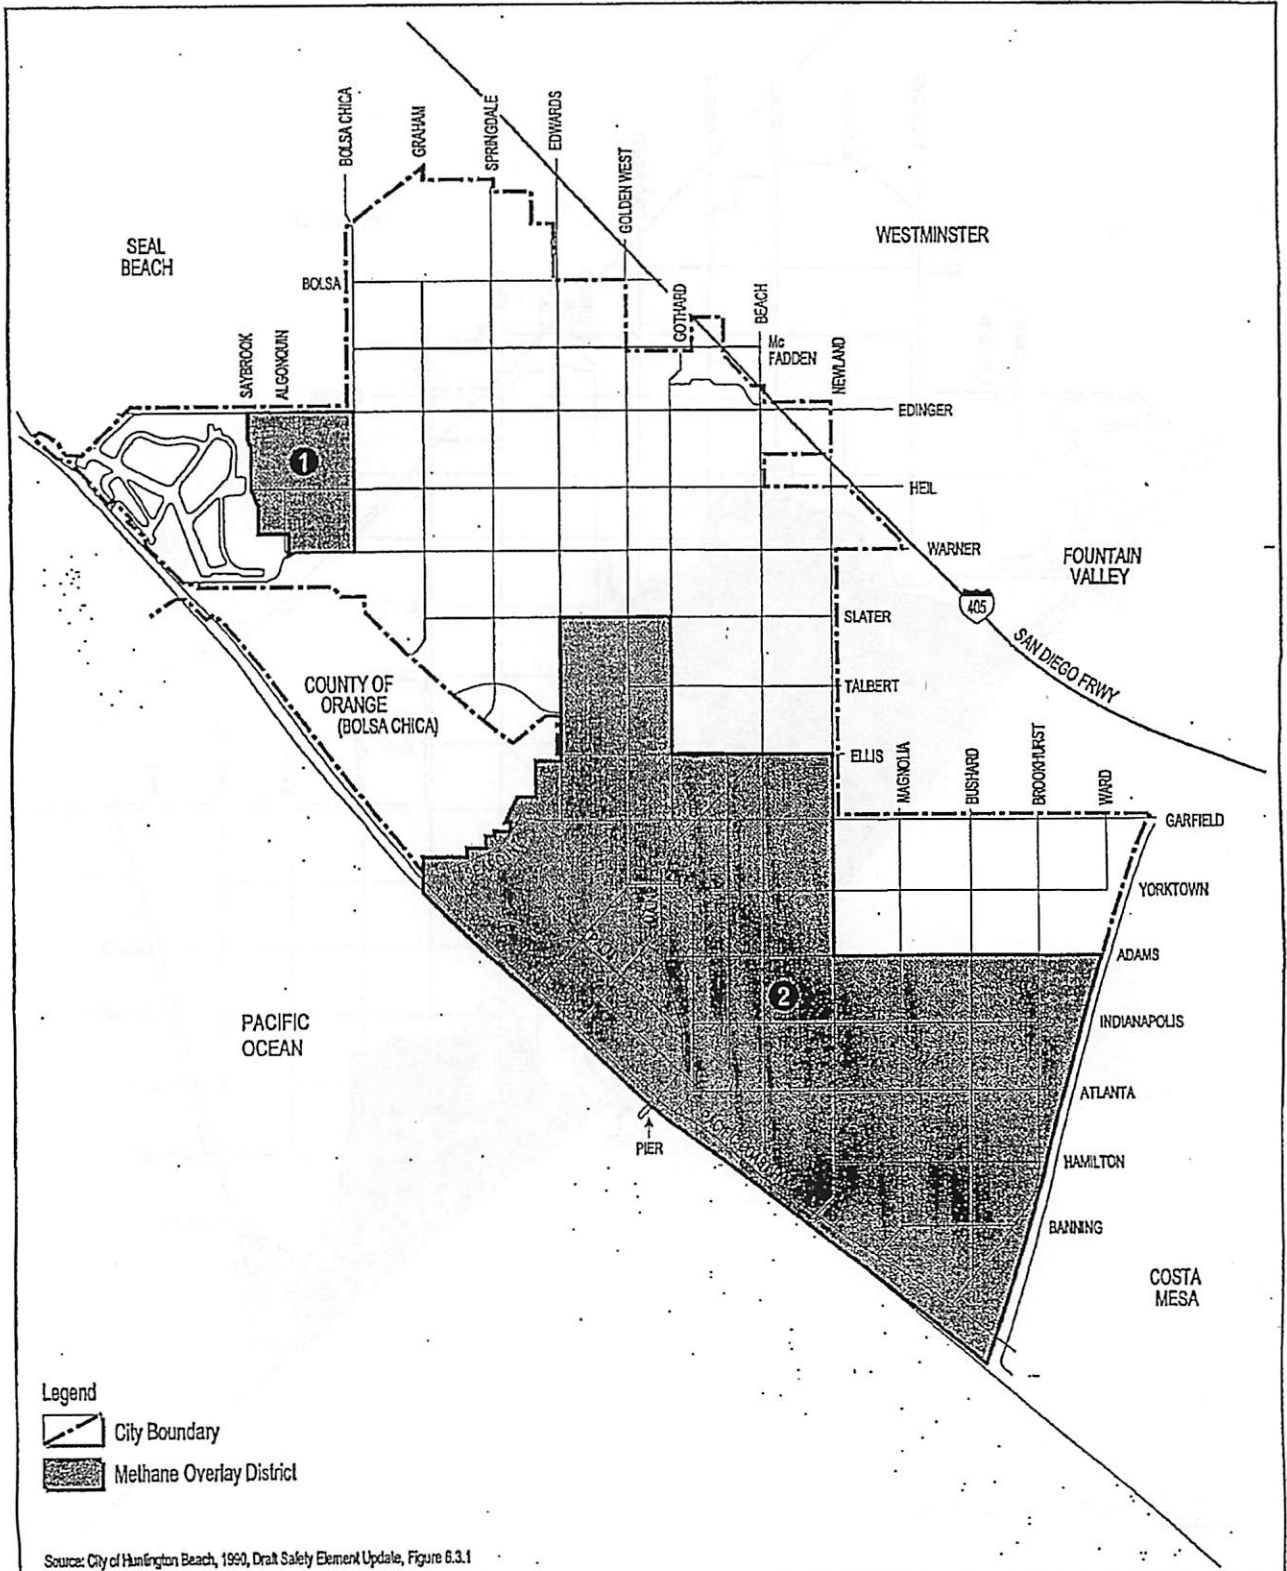 BOLSA CHICA
GRAHAM
SPRINGDALE
EDWARDS
GOLDEN WEST
WESTMINSTER
SEAL
BEACH
BOLSA
GOTHARD
BEACH
Mc
FADDEN
NEWLAND
SAYBROOK
ALGONQUIN
EDINGER
1
HEIL
WARNER
FOUNTAIN
VALLEY
405
SLATER
SAN DIEGO FRWY
TALBERT
COUNTY OF
ORANGE
(BOLSA CHICA)
ELLIS
MAGNOLIA
BUSHARD
BROOKHURST
WARD
GARFIELD
YORKTOWN
ADAMS
2
INDIANAPOLIS
PACIFIC
OCEAN
ATLANTA
PIER
HAMILTON
BANNING
COSTA
MESA
Legend
City Boundary
Methane Overlay District
Source: City of Huntington Beach, 1990, Draft Safety Element Update, Figure 6.3.1